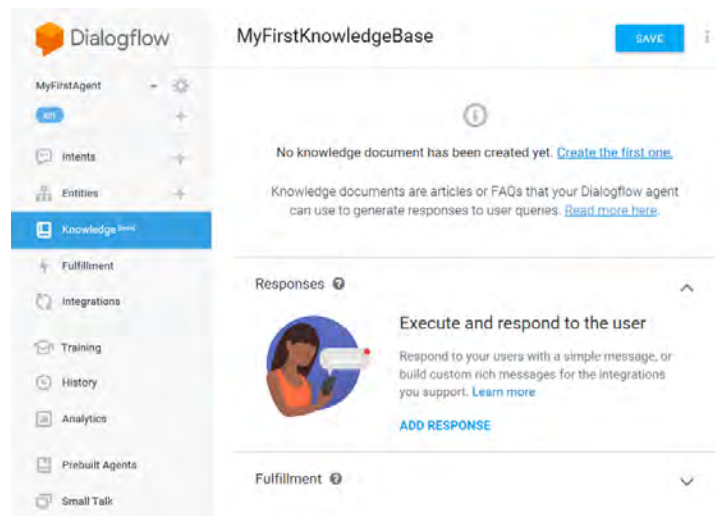 Dialogflow
MyFirstAgent
en
Intents
Entities
Knowledge [beta]
Fulfillment
Integrations
Training
History
Analytics
Prebuilt Agents
Small Talk
MyFirstKnowledgeBase
SAVE
No knowledge document has been created yet. Create the first one.
Knowledge documents are articles or FAQs that your Dialogflow agent
can use to generate responses to user queries. Read more here.
Responses
Execute and respond to the user
Respond to your users with a simple message, or
build custom rich messages for the integrations
you support. Learn more
ADD RESPONSE
Fulfillment